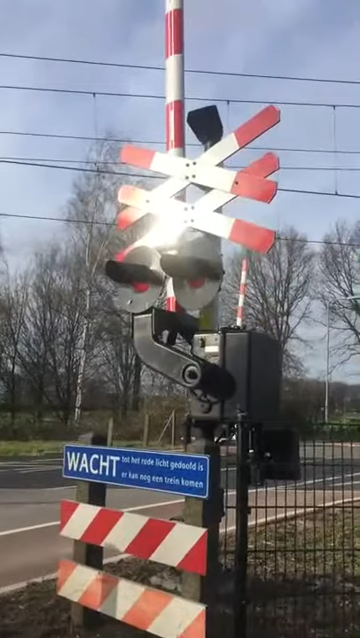 WACHT tot het rode licht gedoofd is
er kan nog een trein komen